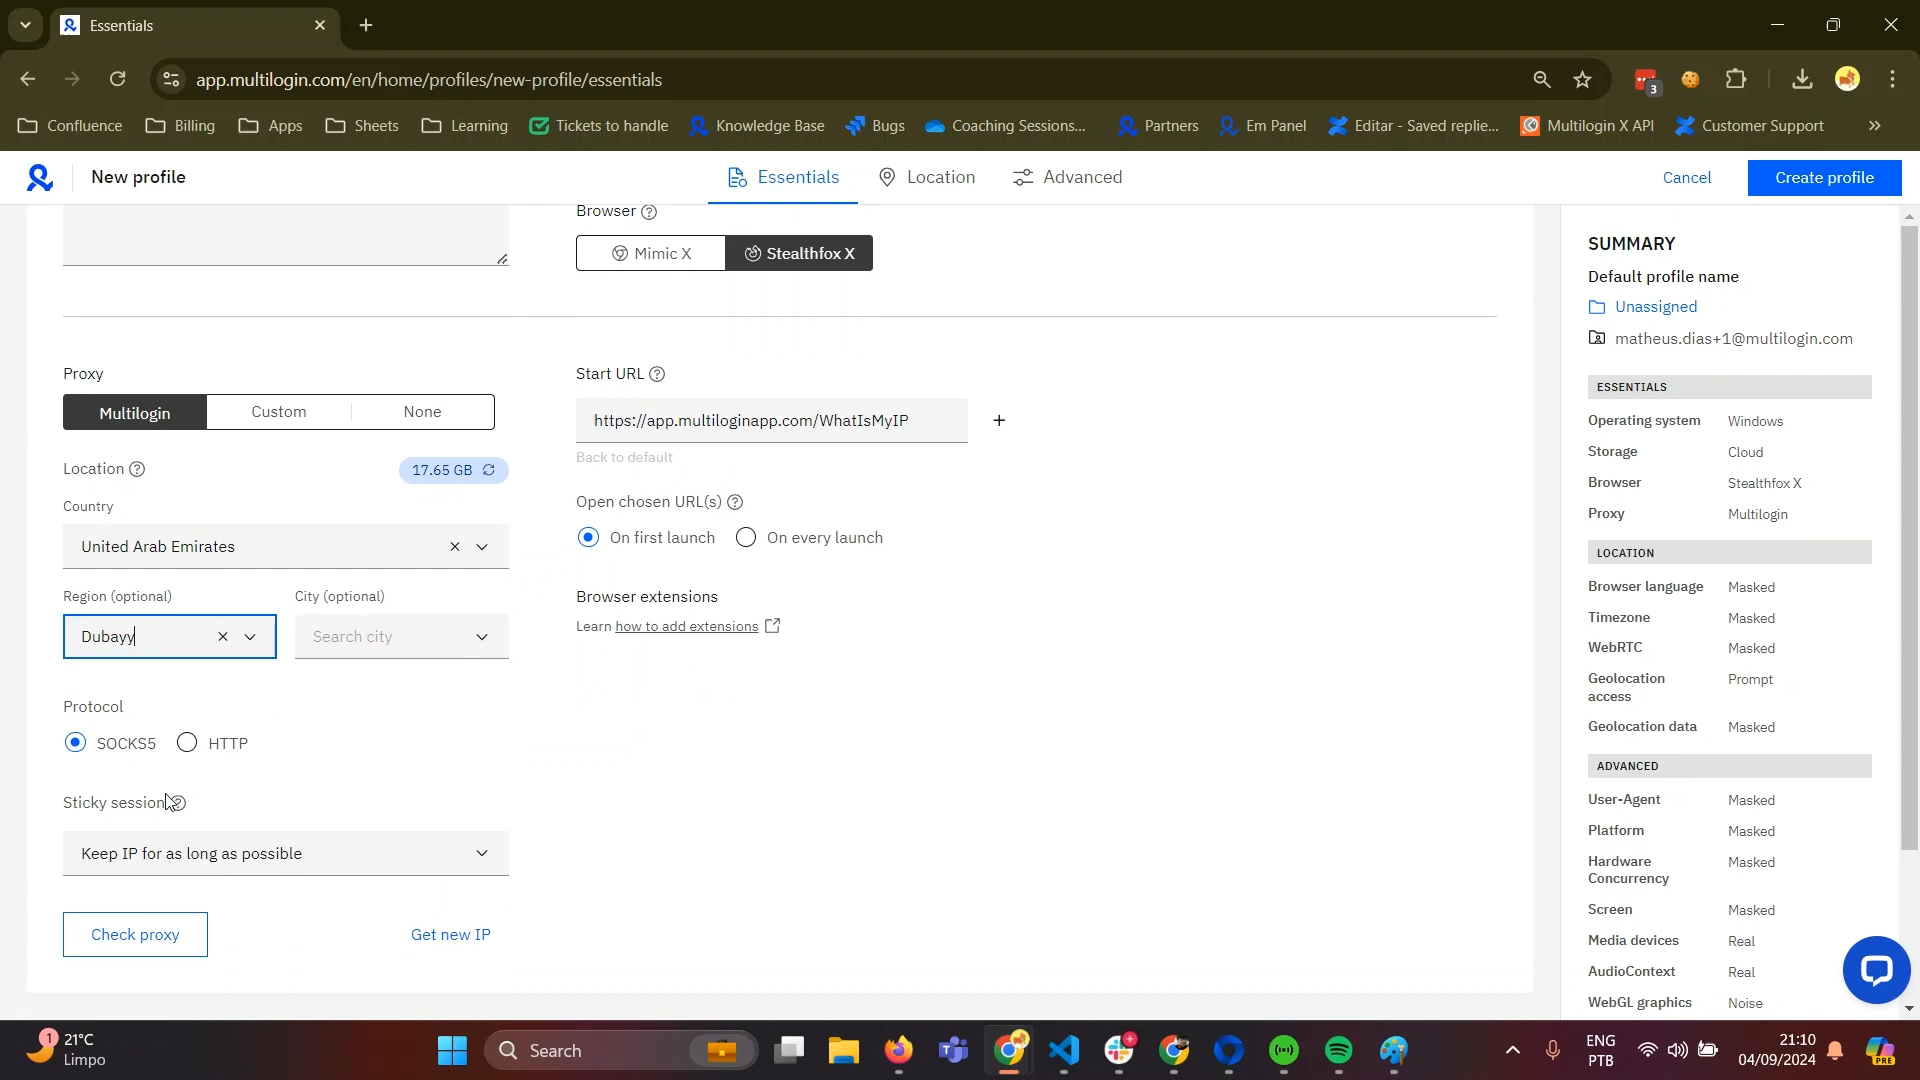 Essentials
app.multilogin.com/en/home/profiles/new-profile/essentials
3
Confluence
Billing
Apps
Sheets
Learning
Tickets to handle
Knowledge Base
Bugs
Coaching Sessions...
Partners
Em Panel
Editar - Saved replie...
Multilogin X API
Customer Support
New profile
Essentials
Location
Advanced
Cancel
Create profile
Browser
Mimic X
Stealthfox X
Proxy
Multilogin
Custom
None
Location
17.65 GB
Country
United Arab Emirates
Region (optional)
City (optional)
Dubayy
Search city
Protocol
SOCKS5
HTTP
Sticky session
Keep IP for as long as possible
Check proxy
Get new IP
Start URL
https://app.multiloginapp.com/WhatIsMyIP
Back to default
Open chosen URL(s)
On first launch
On every launch
Browser extensions
Learn how to add extensions
SUMMARY
Default profile name
Unassigned
matheus.dias+1@multilogin.com
ESSENTIALS
Operating system Windows
Storage Cloud
Browser Stealthfox X
Proxy Multilogin
LOCATION
Browser language Masked
Timezone Masked
WebRTC Masked
Geolocation access Prompt
Geolocation data Masked
ADVANCED
User-Agent Masked
Platform Masked
Hardware Concurrency Masked
Screen Masked
Media devices Real
AudioContext Real
WebGL graphics Noise
1
21°C
Limpo
Search
ENG
PTB
21:10
04/09/2024
PRE